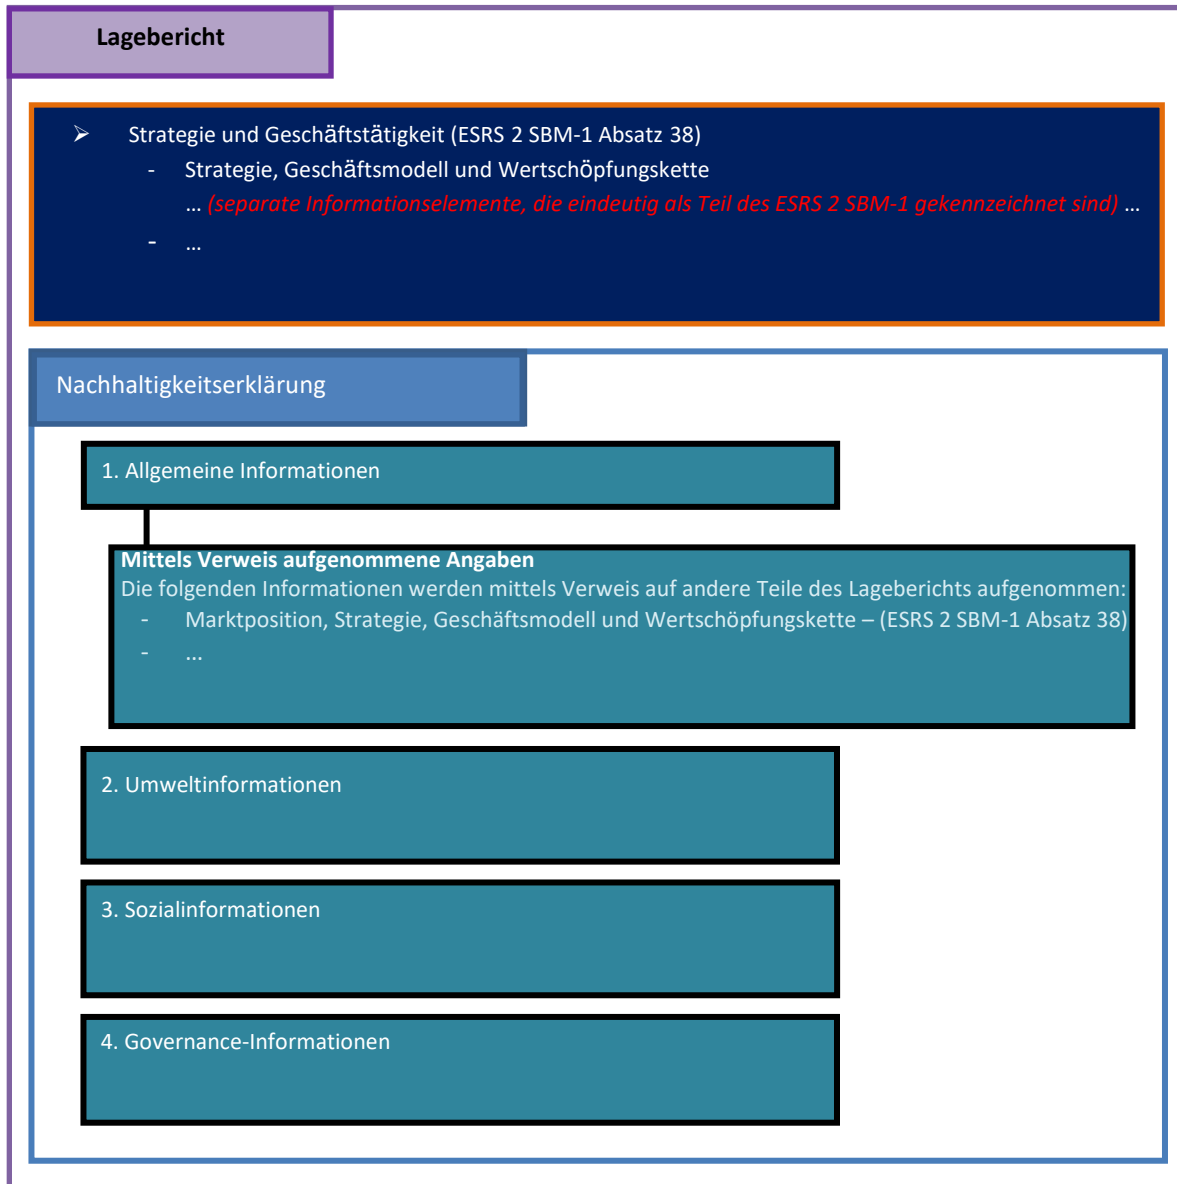 Lagebericht
➢ Strategie und Geschäftstätigkeit (ESRS 2 SBM-1 Absatz 38)
- Strategie, Geschäftsmodell und Wertschöpfungskette
... (separate Informationselemente, die eindeutig als Teil des ESRS 2 SBM-1 gekennzeichnet sind) ...
- ...
Nachhaltigkeitserklärung
1. Allgemeine Informationen
Mittels Verweis aufgenommene Angaben
Die folgenden Informationen werden mittels Verweis auf andere Teile des Lageberichts aufgenommen:
- Marktposition, Strategie, Geschäftsmodell und Wertschöpfungskette – (ESRS 2 SBM-1 Absatz 38)
- ...
2. Umweltinformationen
3. Sozialinformationen
4. Governance-Informationen